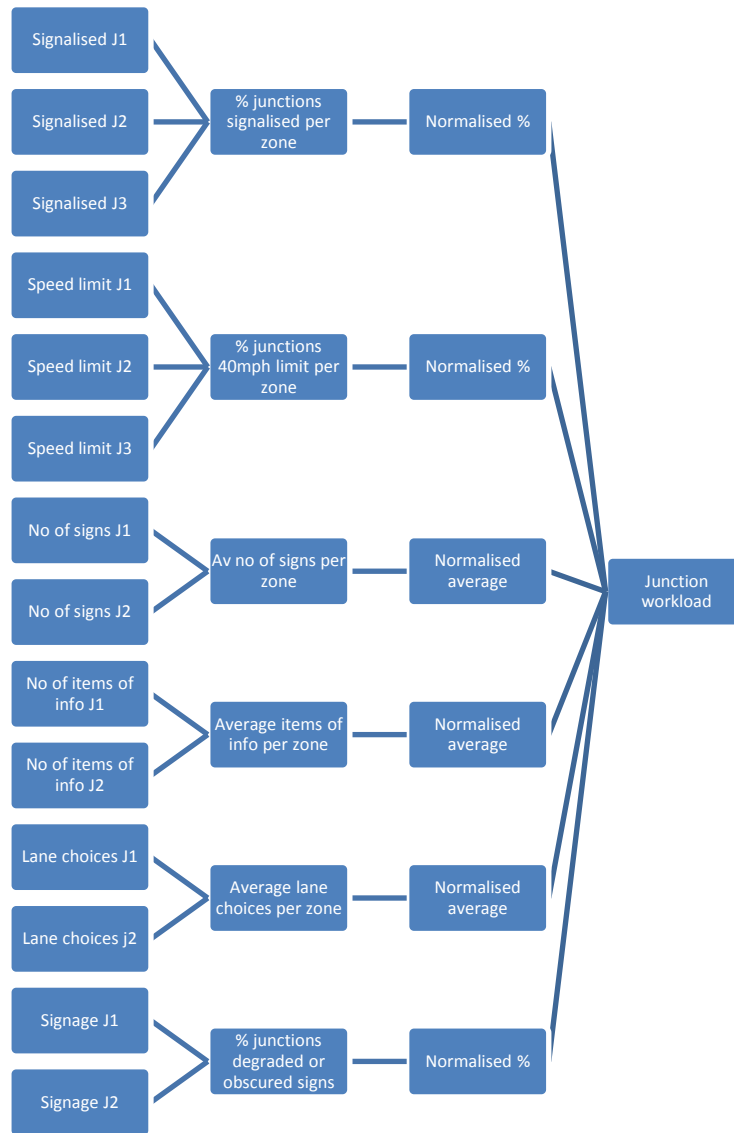 Signalised J1
Signalised J2
Signalised J3
% junctions
signalised per
zone
Normalised %
Speed limit J1
Speed limit J2
Speed limit J3
% junctions
40mph limit per
zone
Normalised %
No of signs J1
No of signs J2
Av no of signs per
zone
Normalised
average
No of items of
info J1
No of items of
info J2
Average items of
info per zone
Normalised
average
Lane choices J1
Lane choices j2
Average lane
choices per zone
Normalised
average
Signage J1
Signage J2
% junctions
degraded or
obscured signs
Normalised %
Junction
workload